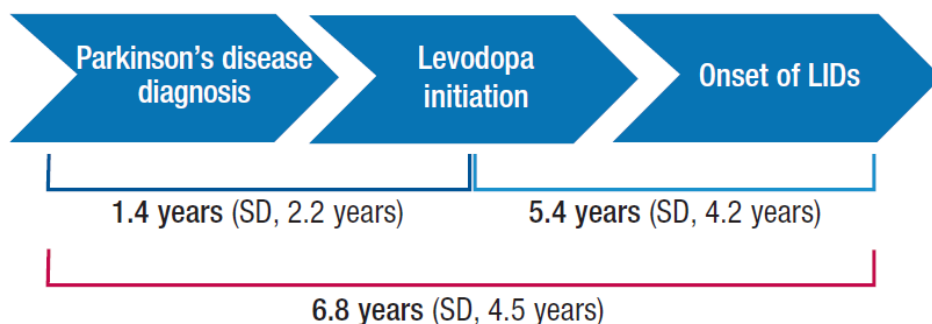 Parkinson's disease
diagnosis
Levodopa
initiation
Onset of LIDs
1.4 years (SD, 2.2 years)
5.4 years (SD, 4.2 years)
6.8 years (SD, 4.5 years)